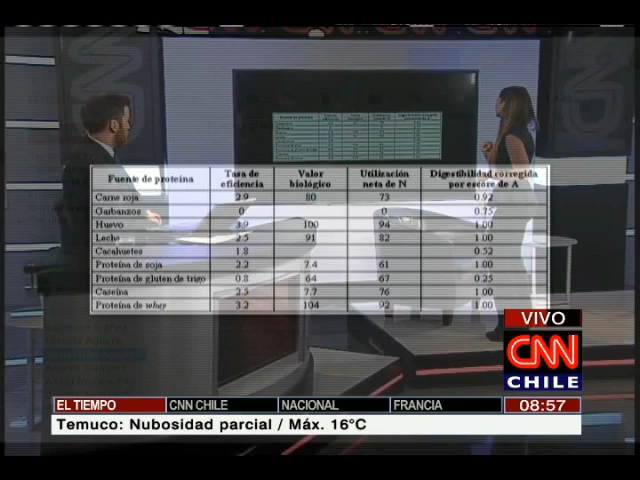 Fuente de proteína Tasa de eficiencia Valor biológico Utilización neta de N Digestibilidad corregida por escore de A
Carne roja 2.9 80 73 0.92
Garbanzos 0 0 0.75
Huevo 3.9 100 94 1.00
Leche 2.5 91 82 1.00
Cacahuetes 1.8 0.52
Proteína de soja 2.2 7.4 61 1.00
Proteína de gluten de trigo 0.8 64 67 0.25
Caseína 2.5 7.7 76 1.00
Proteína de whey 3.2 104 92 1.00
VIVO
CNN
CHILE
EL TIEMPO CNN CHILE NACIONAL FRANCIA 08:57
Temuco: Nubosidad parcial / Máx. 16°C